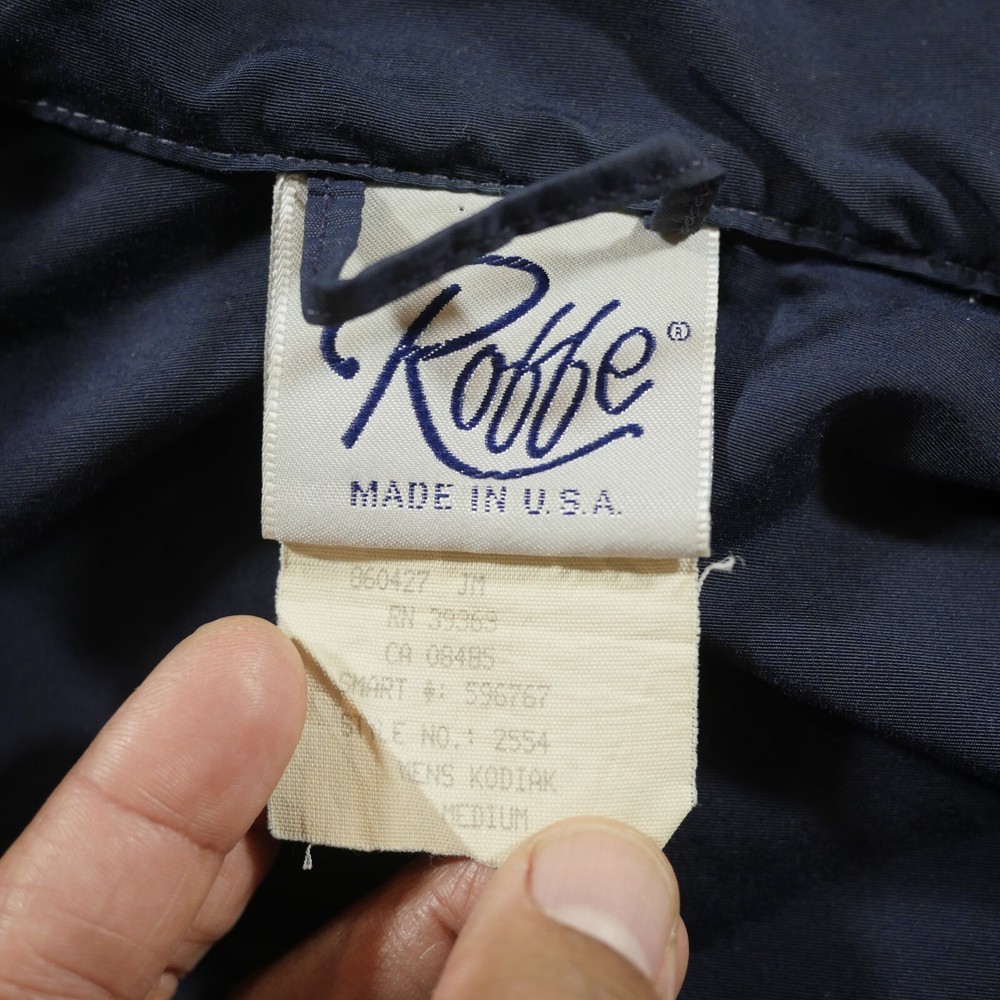 Roffe®
MADE IN U.S.A.
860427 JM
RN 39369
CA 08485
SMART #: 596767
STYLE NO.: 2554
MENS KODIAK
MEDIUM